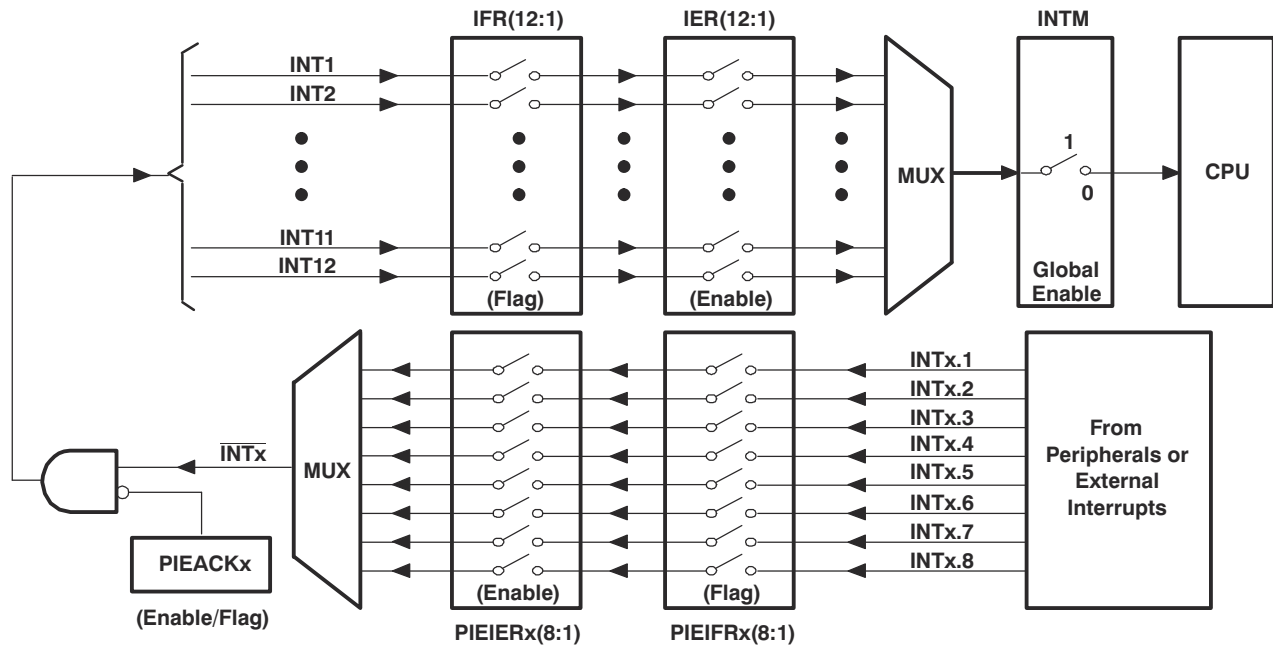 IFR(12:1)
IER(12:1)
INTM
INT1
INT2
INT11
INT12
(Flag)
(Enable)
MUX
1
0
Global
Enable
CPU
INTx.1
INTx.2
INTx.3
INTx.4
INTx.5
INTx.6
INTx.7
INTx.8
From
Peripherals or
External
Interrupts
INTx
MUX
PIEACKx
(Enable/Flag)
(Enable)
(Flag)
PIEIERx(8:1)
PIEIFRx(8:1)